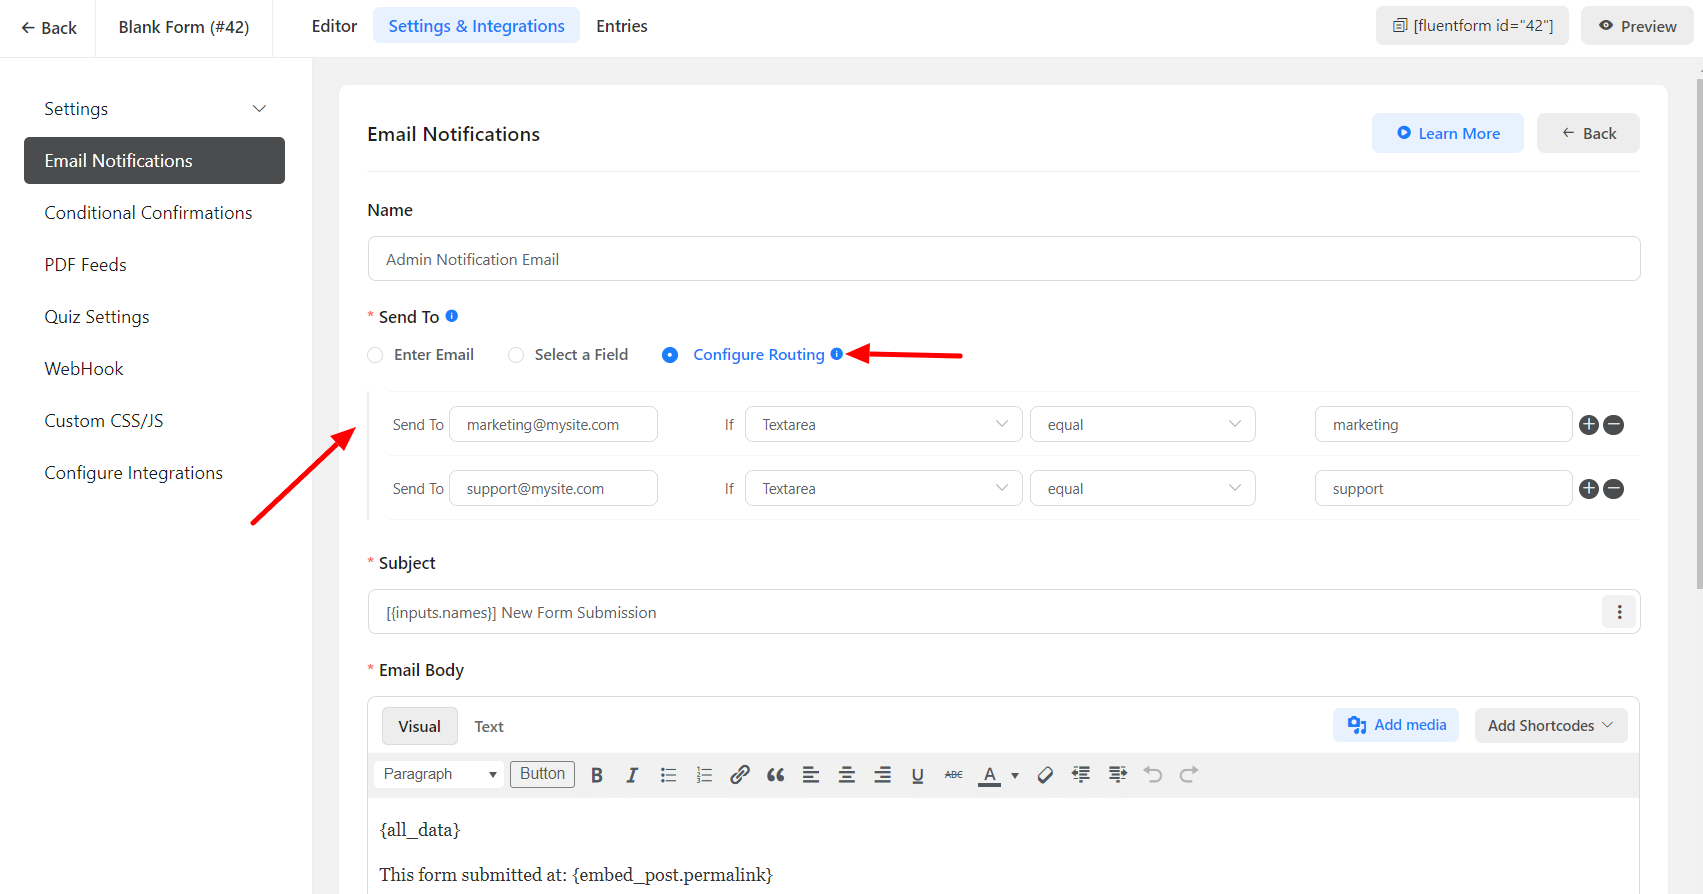 Back
Blank Form (#42)
Editor
Settings & Integrations
Entries
[fluentform id="42"]
Preview
Settings
Email Notifications
Conditional Confirmations
PDF Feeds
Quiz Settings
WebHook
Custom CSS/JS
Configure Integrations
Email Notifications
Learn More
Back
Name
Admin Notification Email
* Send To
Enter Email
Select a Field
Configure Routing
Send To marketing@mysite.com If Textarea equal marketing
Send To support@mysite.com If Textarea equal support
* Subject
[{inputs.names}] New Form Submission
* Email Body
Visual
Text
Add media
Add Shortcodes
Paragraph
Button
B I U ABC A
{all_data}
This form submitted at: {embed_post.permalink}